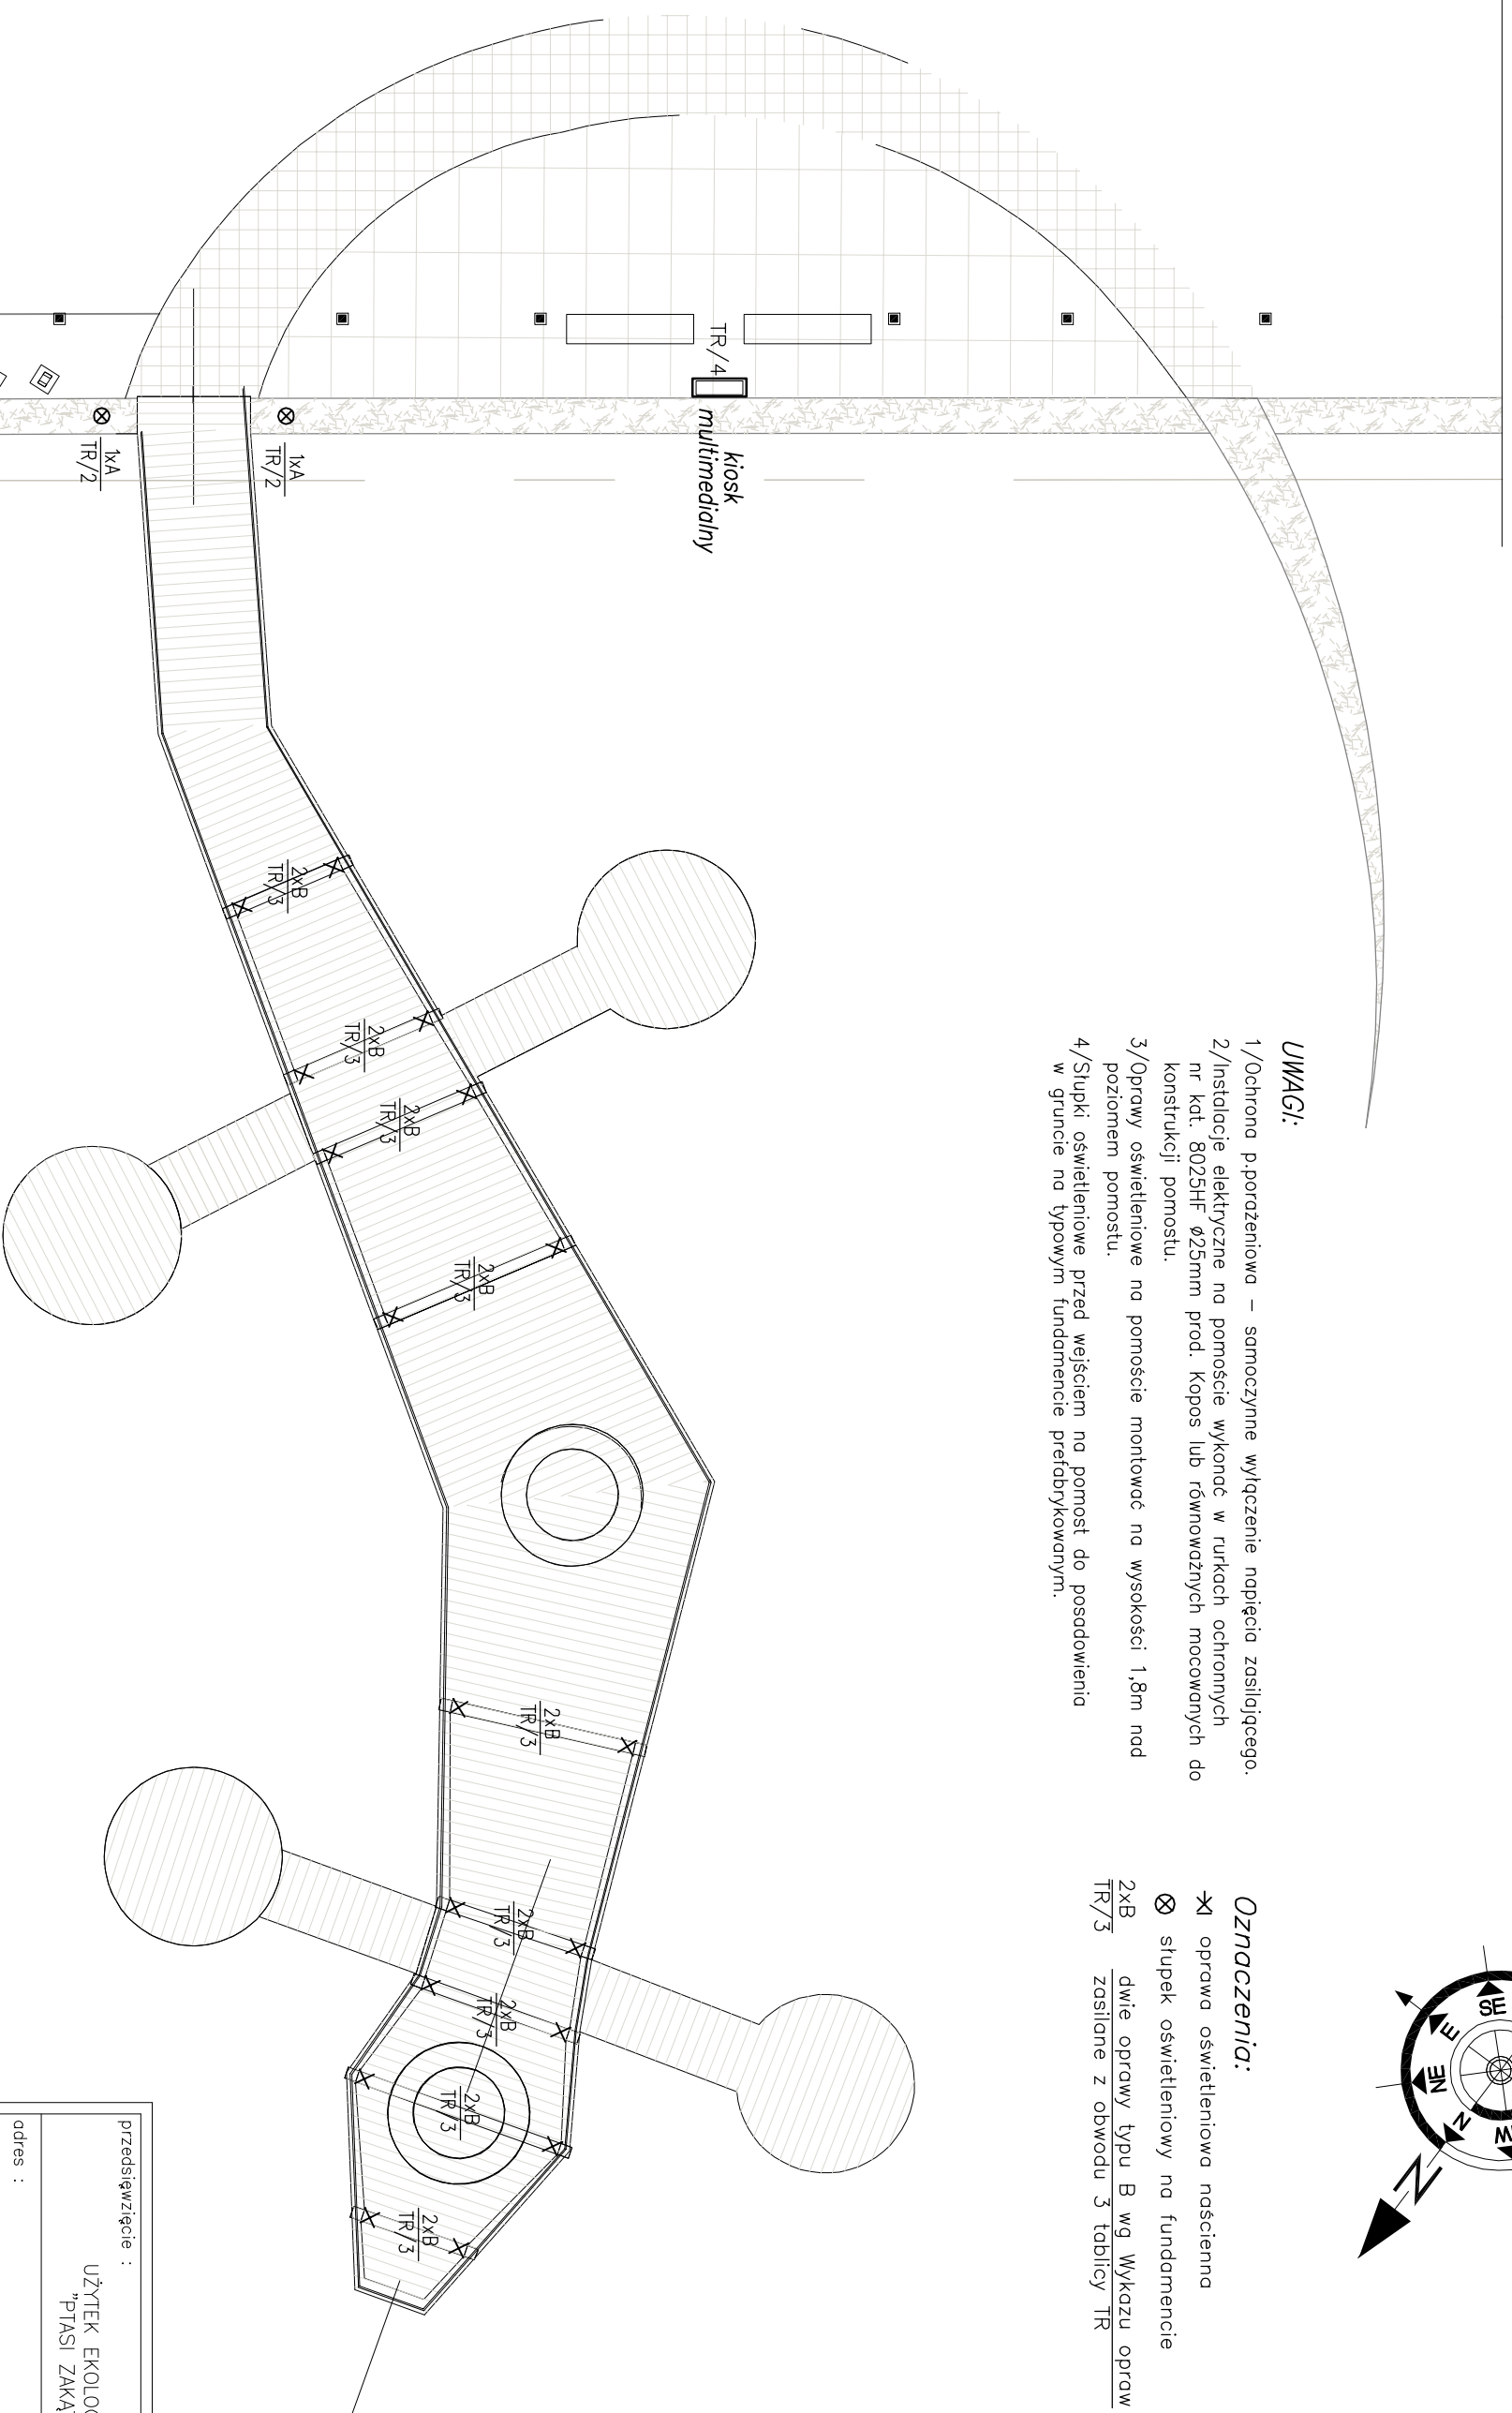 UWAGI:
1/Ochrona p.porażeniowa – samoczynne wyłączenie napięcia zasilającego.
2/Instalacje elektryczne na pomoście wykonać w rurkach ochronnych
nr kat. 8025HF ø25mm prod. Kopos lub równoważnych mocowanych do
konstrukcji pomostu.
3/Oprawy oświetleniowe na pomoście montować na wysokości 1,8m nad
poziomem pomostu.
4/Słupki oświetleniowe przed wejściem na pomost do posadowienia
w gruncie na typowym fundamencie prefabrykowanym.
Oznaczenia:
oprawa oświetleniowa naścienna
słupek oświetleniowy na fundamencie
2xB
TR/3
dwie oprawy typu B wg Wykazu opraw
zasilane z obwodu 3 tablicy TR
SE
E
NE
N
W
N
TR/4
kiosk
multimedialny
1xA
TR/2
1xA
TR/2
2xB
TR/3
2xB
TR/3
2xB
TR/3
2xB
TR/3
2xB
TR/3
2xB
TR/3
2xB
TR/3
2xB
TR/3
2xB
TR/3
przedsięwzięcie :
UŻYTEK
"PTASI
adres :